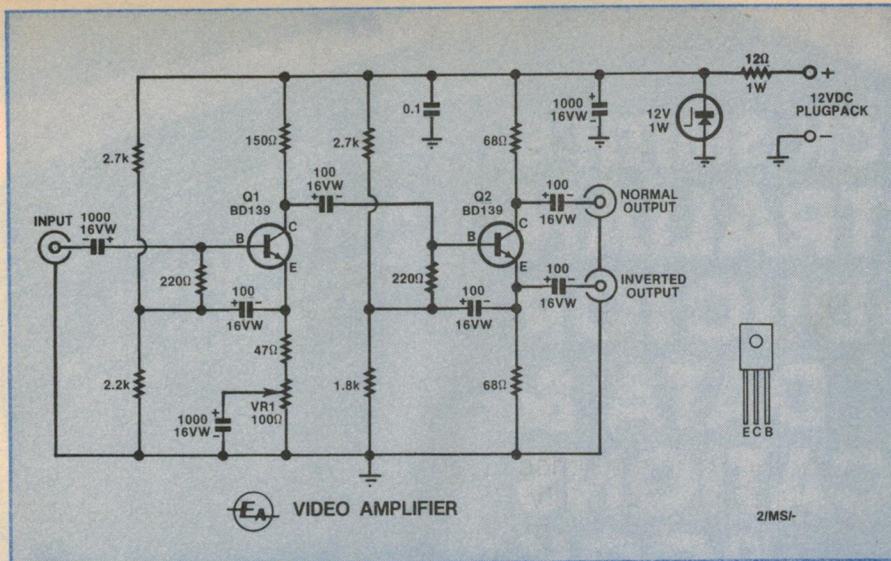 12Ω
1W
+
12VDC
PLUGPACK
−
12V
1W
1000
16VW
+
−
0.1
68Ω
2.7k
150Ω
2.7k
100
16VW
+
−
Q1
BD139
B
C
E
Q2
BD139
B
C
E
100
16VW
+
−
NORMAL
OUTPUT
100
16VW
+
−
INVERTED
OUTPUT
INPUT
1000
16VW
−
+
220Ω
100
16VW
+
−
220Ω
100
16VW
+
−
47Ω
2.2k
VR1
100Ω
1000
16VW
+
−
1.8k
68Ω
E C B
EA VIDEO AMPLIFIER
2/MS/-